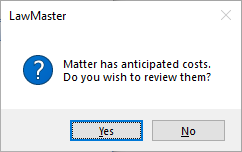 LawMaster
Matter has anticipated costs.
Do you wish to review them?
Yes
No